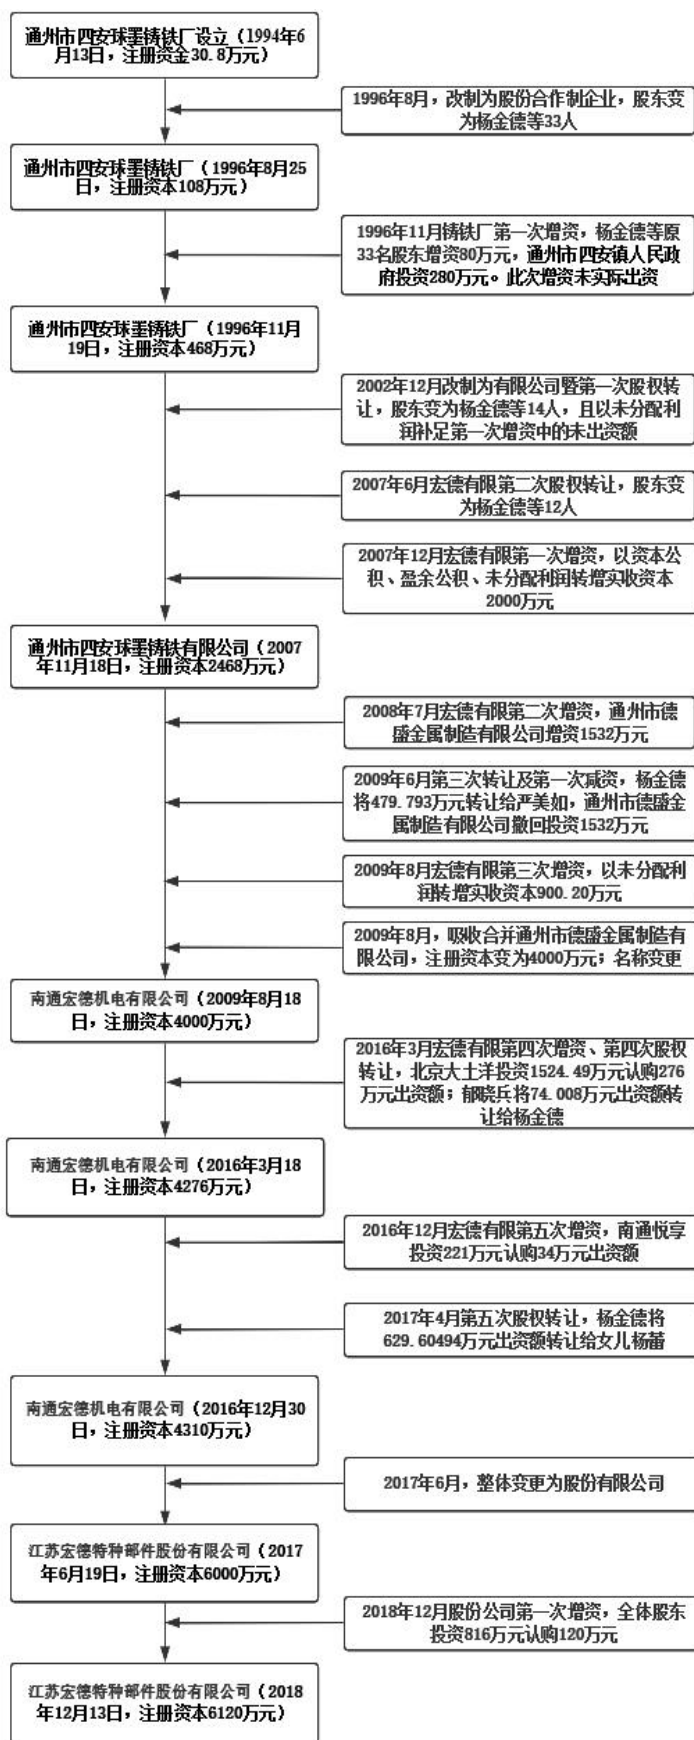 通州市四安球墨铸铁厂设立（1994年6
月13日，注册资金30.8万元）
1996年8月，改制为股份合作制企业，股东变
为杨金德等33人
通州市四安球墨铸铁厂（1996年8月25
日，注册资本108万元）
1996年11月铸铁厂第一次增资，杨金德等原
33名股东增资80万元，通州市四安镇人民政
府投资280万元。此次增资未实际出资
通州市四安球墨铸铁厂（1996年11月
19日，注册资本468万元）
2002年12月改制为有限公司暨第一次股权转
让，股东变为杨金德等14人，且以未分配利
润补足第一次增资中的未出资额
2007年6月宏德有限第二次股权转让，股东变
为杨金德等12人
2007年12月宏德有限第一次增资，以资本公
积、盈余公积、未分配利润转增实收资本
2000万元
通州市四安球墨铸铁有限公司（2007
年11月18日，注册资本2468万元）
2008年7月宏德有限第二次增资，通州市德
盛金属制造有限公司增资1532万元
2009年6月第三次转让及第一次减资，杨金德
将479.793万元转让给严美如，通州市德盛金
属制造有限公司撤回投资1532万元
2009年8月宏德有限第三次增资，以未分配利
润转增实收资本900.20万元
2009年8月，吸收合并通州市德盛金属制造有
限公司，注册资本变为4000万元；名称变更
南通宏德机电有限公司（2009年8月18
日，注册资本4000万元）
2016年3月宏德有限第四次增资、第四次股权
转让，北京大土洋投资1524.49万元认购276
万元出资额；郁晓兵将74.008万元出资额转
让给杨金德
南通宏德机电有限公司（2016年3月18
日，注册资本4276万元）
2016年12月宏德有限第五次增资，南通悦享
投资221万元认购34万元出资额
2017年4月第五次股权转让，杨金德将
629.60494万元出资额转让给女儿杨蕾
南通宏德机电有限公司（2016年12月30
日，注册资本4310万元）
2017年6月，整体变更为股份有限公司
江苏宏德特种部件股份有限公司（2017
年6月19日，注册资本6000万元）
2018年12月股份公司第一次增资，全体股东
投资816万元认购120万元
江苏宏德特种部件股份有限公司（2018
年12月13日，注册资本6120万元）